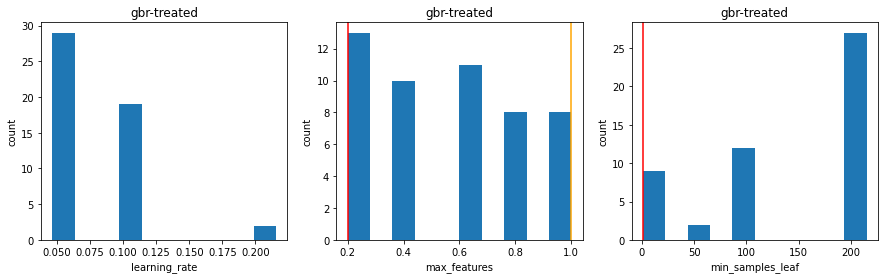 gbr-treated
count
30
25
20
15
10
5
0
0.050 0.075 0.100 0.125 0.150 0.175 0.200
learning_rate
gbr-treated
count
12
10
8
6
4
2
0
0.2 0.4 0.6 0.8 1.0
max_features
gbr-treated
count
25
20
15
10
5
0
0 50 100 150 200
min_samples_leaf